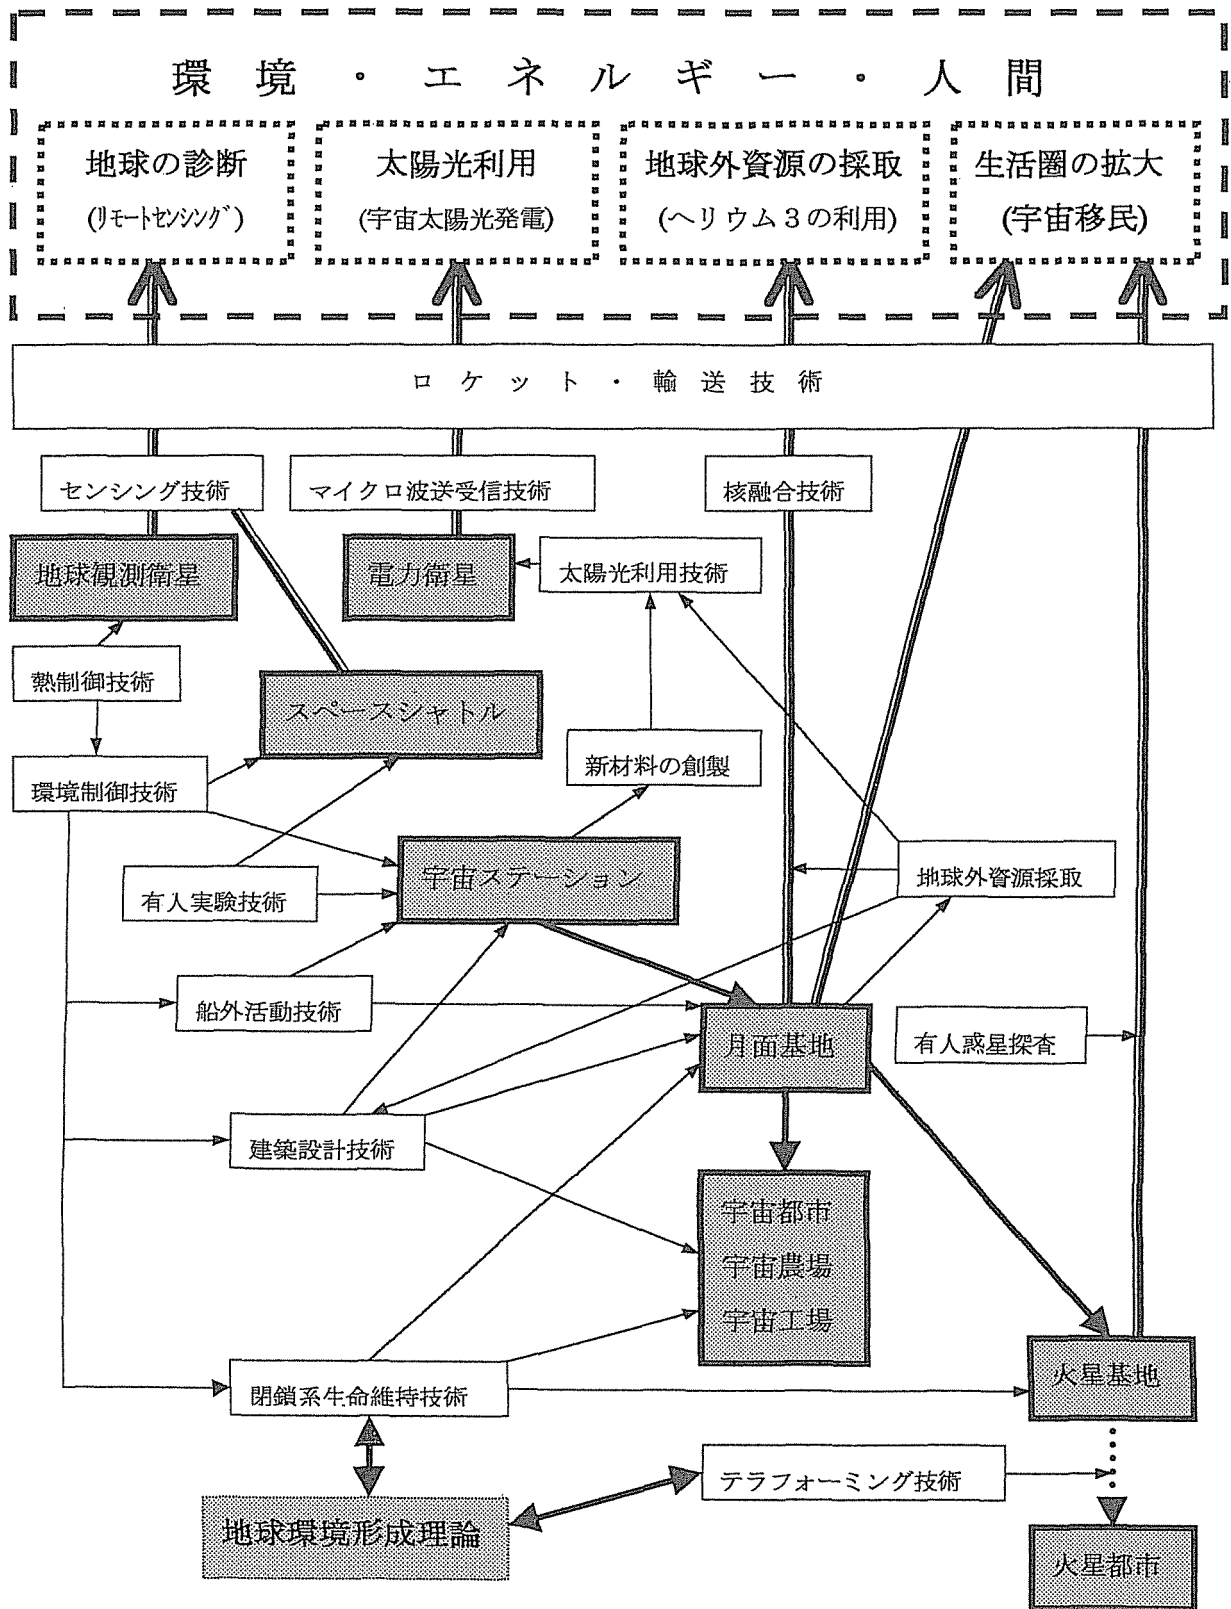 環境・エネルギー・人間
地球の診断
(ﾘﾓｰﾄｾﾝｼﾝｸﾞ)
太陽光利用
(宇宙太陽光発電)
地球外資源の採取
(ヘリウム3の利用)
生活圏の拡大
(宇宙移民)
ロケット・輸送技術
センシング技術
マイクロ波送受信技術
核融合技術
地球観測衛星
電力衛星
太陽光利用技術
熱制御技術
スペースシャトル
環境制御技術
新材料の創製
有人実験技術
宇宙ステーション
地球外資源採取
船外活動技術
月面基地
有人惑星探査
建築設計技術
宇宙都市
宇宙農場
宇宙工場
閉鎖系生命維持技術
火星基地
テラフォーミング技術
地球環境形成理論
火星都市